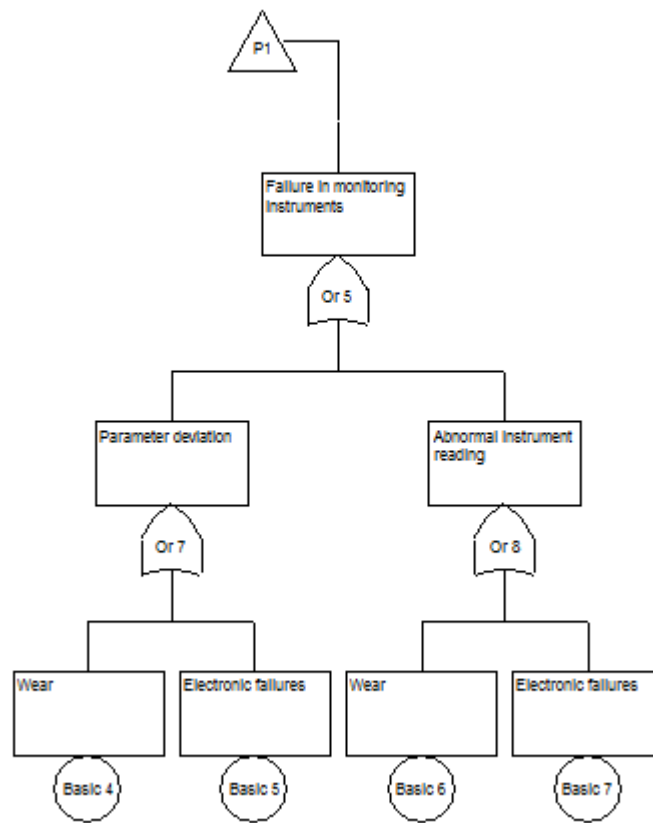 P1
Failure in monitoring
instruments
Or 5
Parameter deviation
Abnormal instrument
reading
Or 7
Or 8
Wear
Electronic failures
Wear
Electronic failures
Basic 4
Basic 5
Basic 6
Basic 7